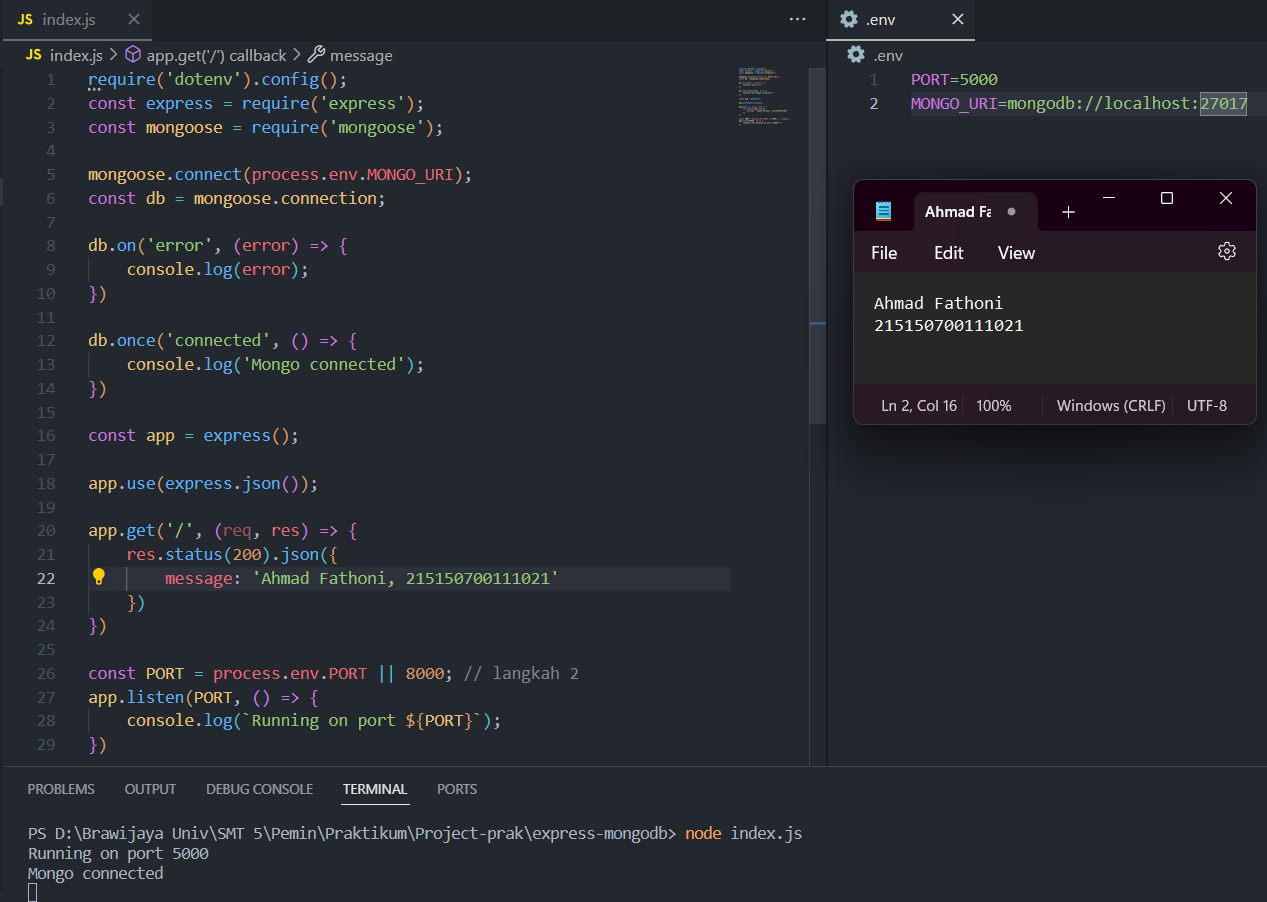 JS index.js
JS index.js > app.get('/') callback > message
1 require('dotenv').config();
2 const express = require('express');
3 const mongoose = require('mongoose');
4
5 mongoose.connect(process.env.MONGO_URI);
6 const db = mongoose.connection;
7
8 db.on('error', (error) => {
9 console.log(error);
10 })
11
12 db.once('connected', () => {
13 console.log('Mongo connected');
14 })
15
16 const app = express();
17
18 app.use(express.json());
19
20 app.get('/', (req, res) => {
21 res.status(200).json({
22 message: 'Ahmad Fathoni, 215150700111021'
23 })
24 })
25
26 const PORT = process.env.PORT || 8000; // langkah 2
27 app.listen(PORT, () => {
28 console.log(`Running on port ${PORT}`);
29 })
.env
.env
1 PORT=5000
2 MONGO_URI=mongodb://localhost:27017
Ahmad Fa
File Edit View
Ahmad Fathoni
215150700111021
Ln 2, Col 16 100% Windows (CRLF) UTF-8
PROBLEMS OUTPUT DEBUG CONSOLE TERMINAL PORTS
PS D:\Brawijaya Univ\SMT 5\Pemin\Praktikum\Project-prak\express-mongodb> node index.js
Running on port 5000
Mongo connected